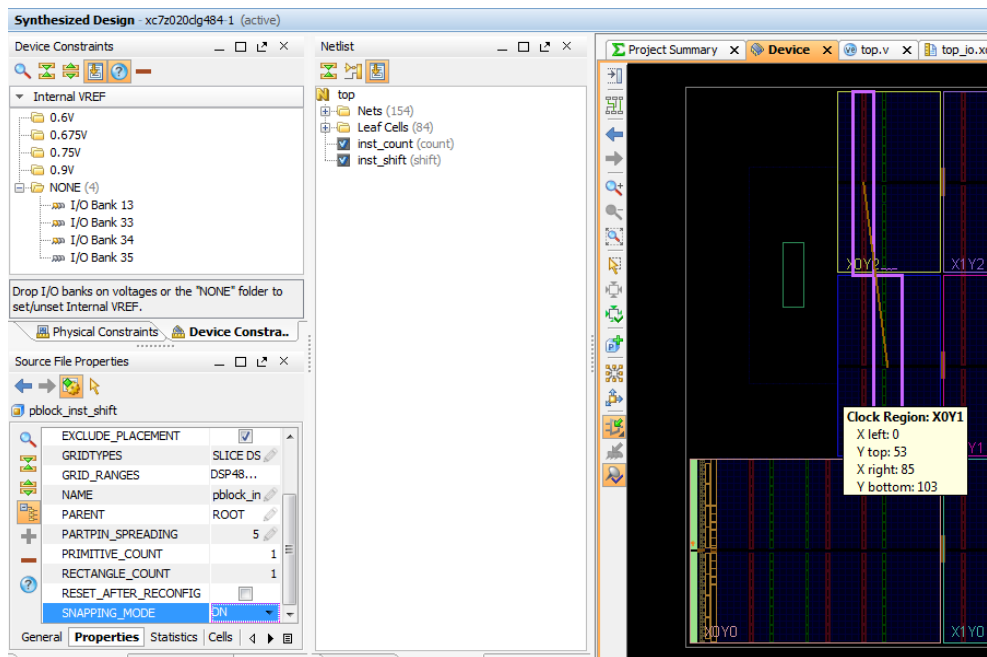 Synthesized Design - xc7z020clg484-1 (active)
Device Constraints
Internal VREF
0.6V
0.675V
0.75V
0.9V
NONE (4)
I/O Bank 13
I/O Bank 33
I/O Bank 34
I/O Bank 35
Drop I/O banks on voltages or the "NONE" folder to
set/unset Internal VREF.
Physical Constraints Device Constra..
Source File Properties
pblock_inst_shift
EXCLUDE_PLACEMENT
GRIDTYPES SLICE DS
GRID_RANGES DSP48...
NAME pblock_in
PARENT ROOT
PARTPIN_SPREADING 5
PRIMITIVE_COUNT 1
RECTANGLE_COUNT 1
RESET_AFTER_RECONFIG
SNAPPING_MODE ON
General Properties Statistics Cells
Netlist
top
Nets (154)
Leaf Cells (84)
inst_count (count)
inst_shift (shift)
Project Summary Device top.v top_io.xd
X0Y2 X1Y2
Clock Region: X0Y1
X left: 0
Y top: 53
X right: 85
Y bottom: 103
Y1
X0Y0 X1Y0